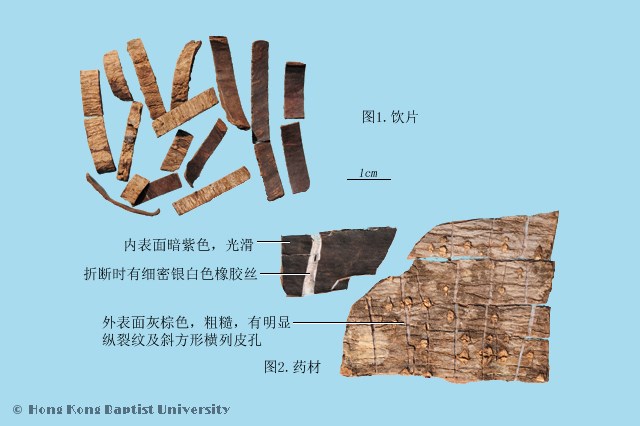 图1.饮片
1cm
内表面暗紫色，光滑
折断时有细密银白色橡胶丝
外表面灰棕色，粗糙，有明显
纵裂纹及斜方形横列皮孔
图2.药材
© Hong Kong Baptist University